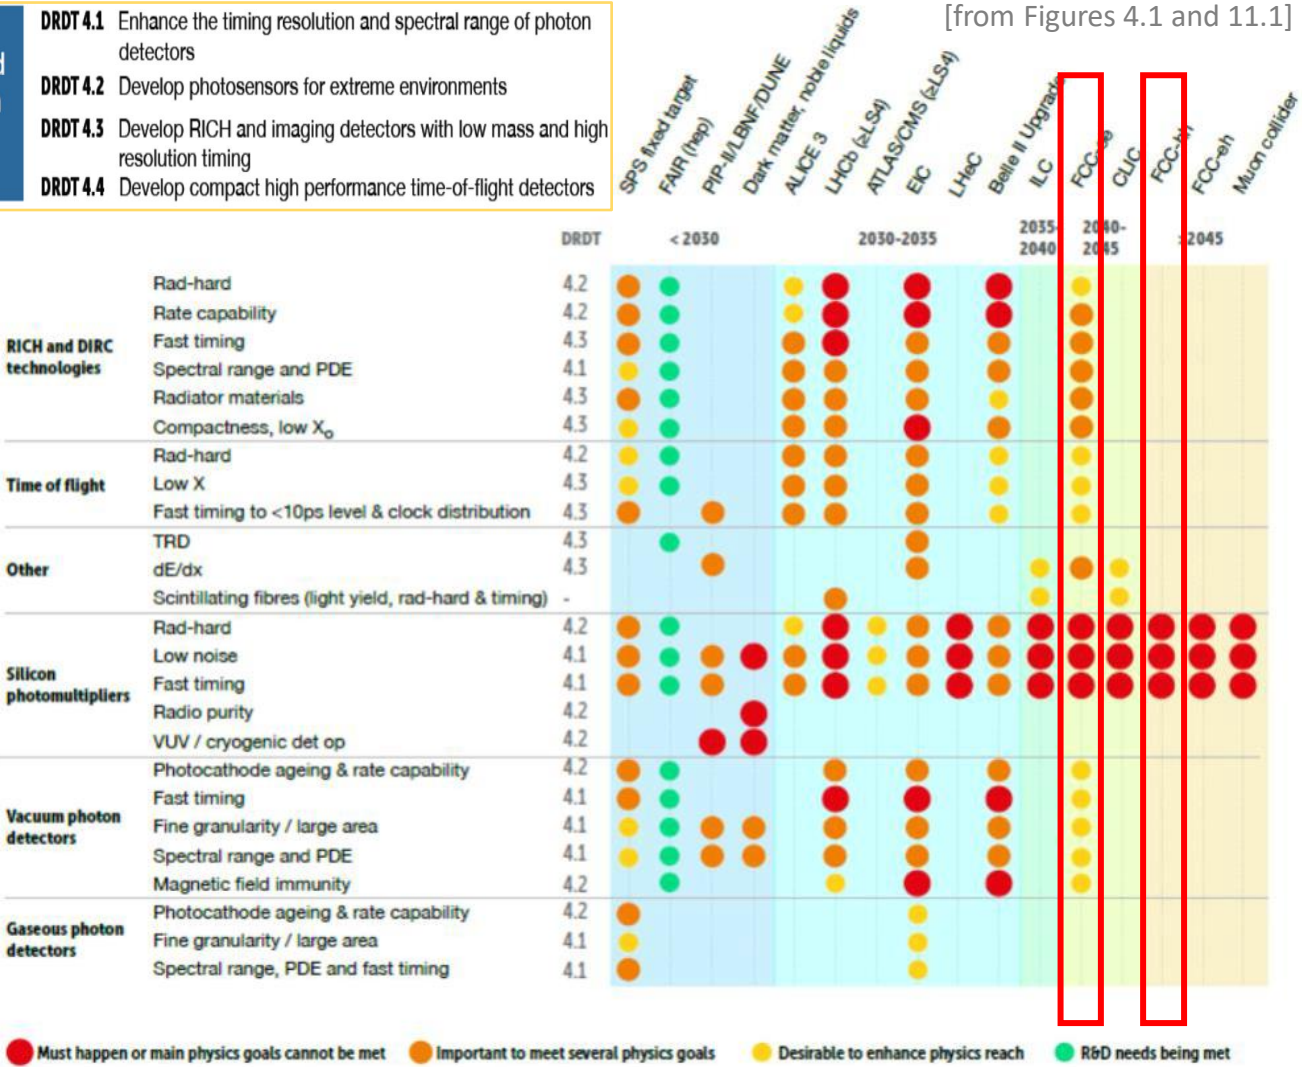 [from Figures 4.1 and 11.1]
DRDT 4.1 Enhance the timing resolution and spectral range of photon
detectors
DRDT 4.2 Develop photosensors for extreme environments
DRDT 4.3 Develop RICH and imaging detectors with low mass and high
resolution timing
DRDT 4.4 Develop compact high performance time-of-flight detectors
SPS fixed target
FAIR (hep)
PIP-II/LBNF/DUNE
Dark matter, noble liquids
ALICE 3
LHCb (≥LS4)
ATLAS/CMS (≥LS4)
EIC
LHeC
Belle II Upgrade
ILC
FCC-ee
CLIC
FCC-hh
FCC-eh
Muon collider
DRDT < 2030 2030-2035 2035-2040 2040-2045 >2045
Rad-hard 4.2
Rate capability 4.2
RICH and DIRC technologies
Fast timing 4.3
Spectral range and PDE 4.1
Radiator materials 4.3
Compactness, low Xo 4.3
Rad-hard 4.2
Time of flight Low X 4.3
Fast timing to <10ps level & clock distribution 4.3
TRD 4.3
Other dE/dx 4.3
Scintillating fibres (light yield, rad-hard & timing) -
Rad-hard 4.2
Low noise 4.1
Silicon photomultipliers
Fast timing 4.1
Radio purity 4.2
VUV / cryogenic det op 4.2
Photocathode ageing & rate capability 4.2
Fast timing 4.1
Vacuum photon detectors
Fine granularity / large area 4.1
Spectral range and PDE 4.1
Magnetic field immunity 4.2
Photocathode ageing & rate capability 4.2
Gaseous photon detectors
Fine granularity / large area 4.1
Spectral range, PDE and fast timing 4.1
Must happen or main physics goals cannot be met
Important to meet several physics goals
Desirable to enhance physics reach
R&D needs being met